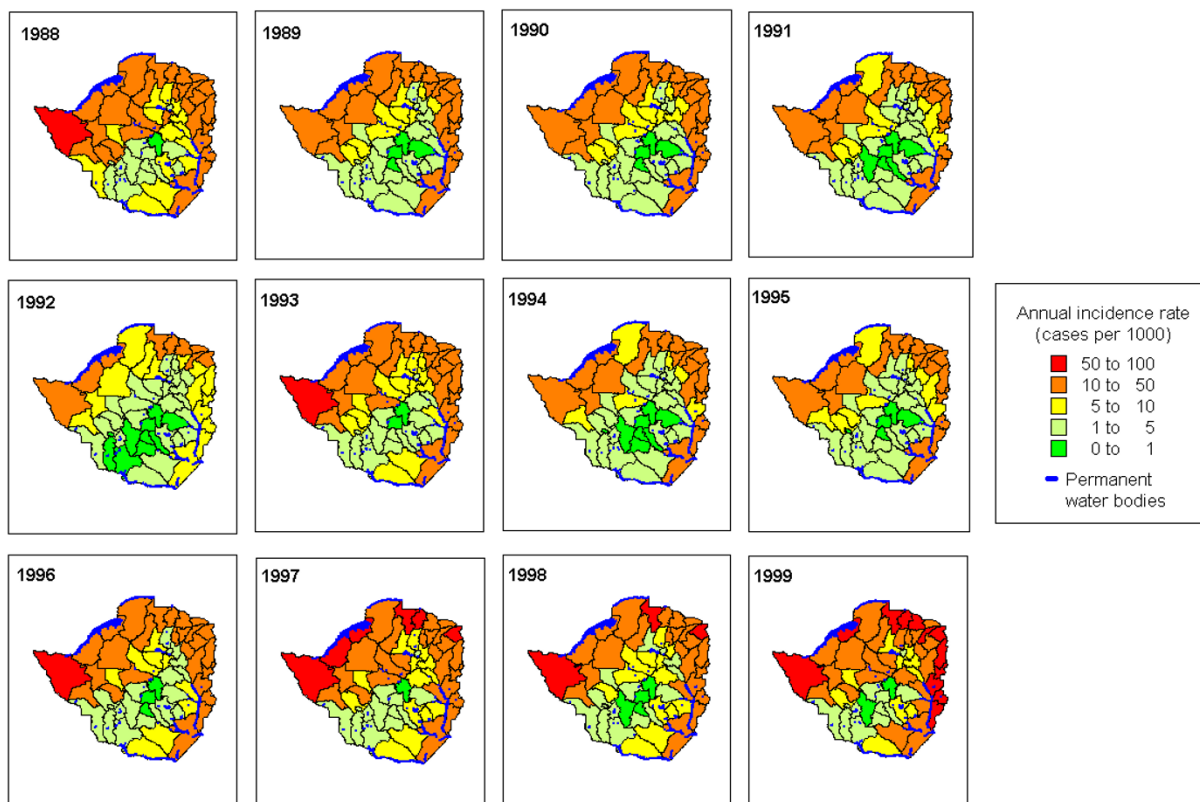 1988
1989
1990
1991
1992
1993
1994
1995
Annual incidence rate
(cases per 1000)
50 to 100
10 to 50
5 to 10
1 to 5
0 to 1
Permanent
water bodies
1996
1997
1998
1999